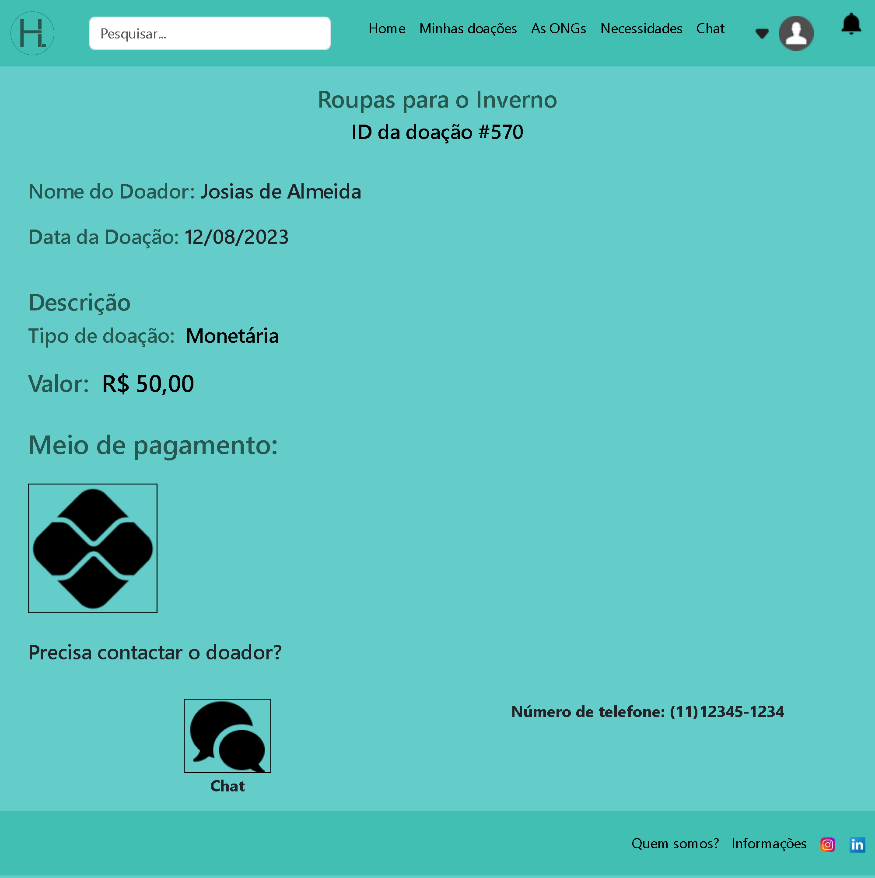 H.
Pesquisar...
Home Minhas doações As ONGs Necessidades Chat
Roupas para o Inverno
ID da doação #570
Nome do Doador: Josias de Almeida
Data da Doação: 12/08/2023
Descrição
Tipo de doação: Monetária
Valor: R$ 50,00
Meio de pagamento:
Precisa contactar o doador?
Número de telefone: (11)12345-1234
Chat
Quem somos? Informações in